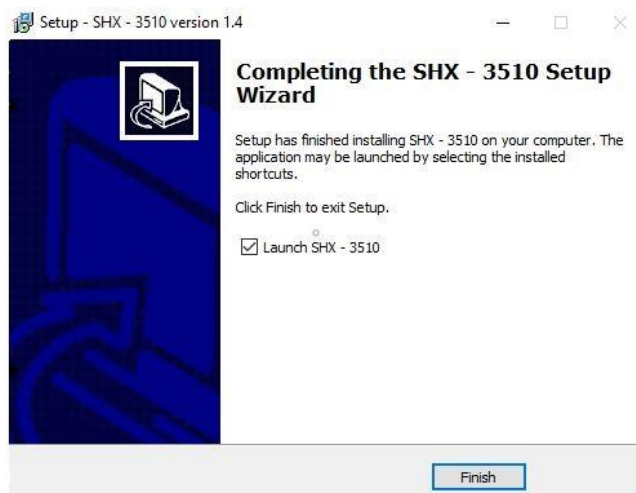 Setup - SHX - 3510 version 1.4
Completing the SHX - 3510 Setup
Wizard
Setup has finished installing SHX - 3510 on your computer. The
application may be launched by selecting the installed
shortcuts.
Click Finish to exit Setup.
Launch SHX - 3510
Finish